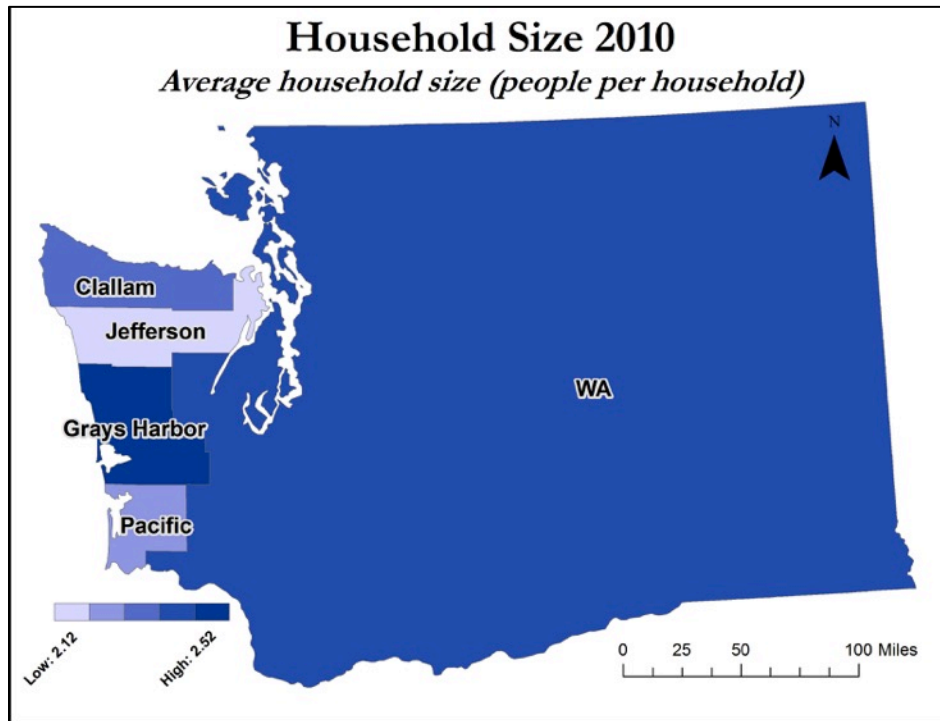 Household Size 2010
Average household size (people per household)
N
Clallam
Jefferson
WA
Grays Harbor
Pacific
Low: 2.12
High: 2.52
0 25 50 100 Miles